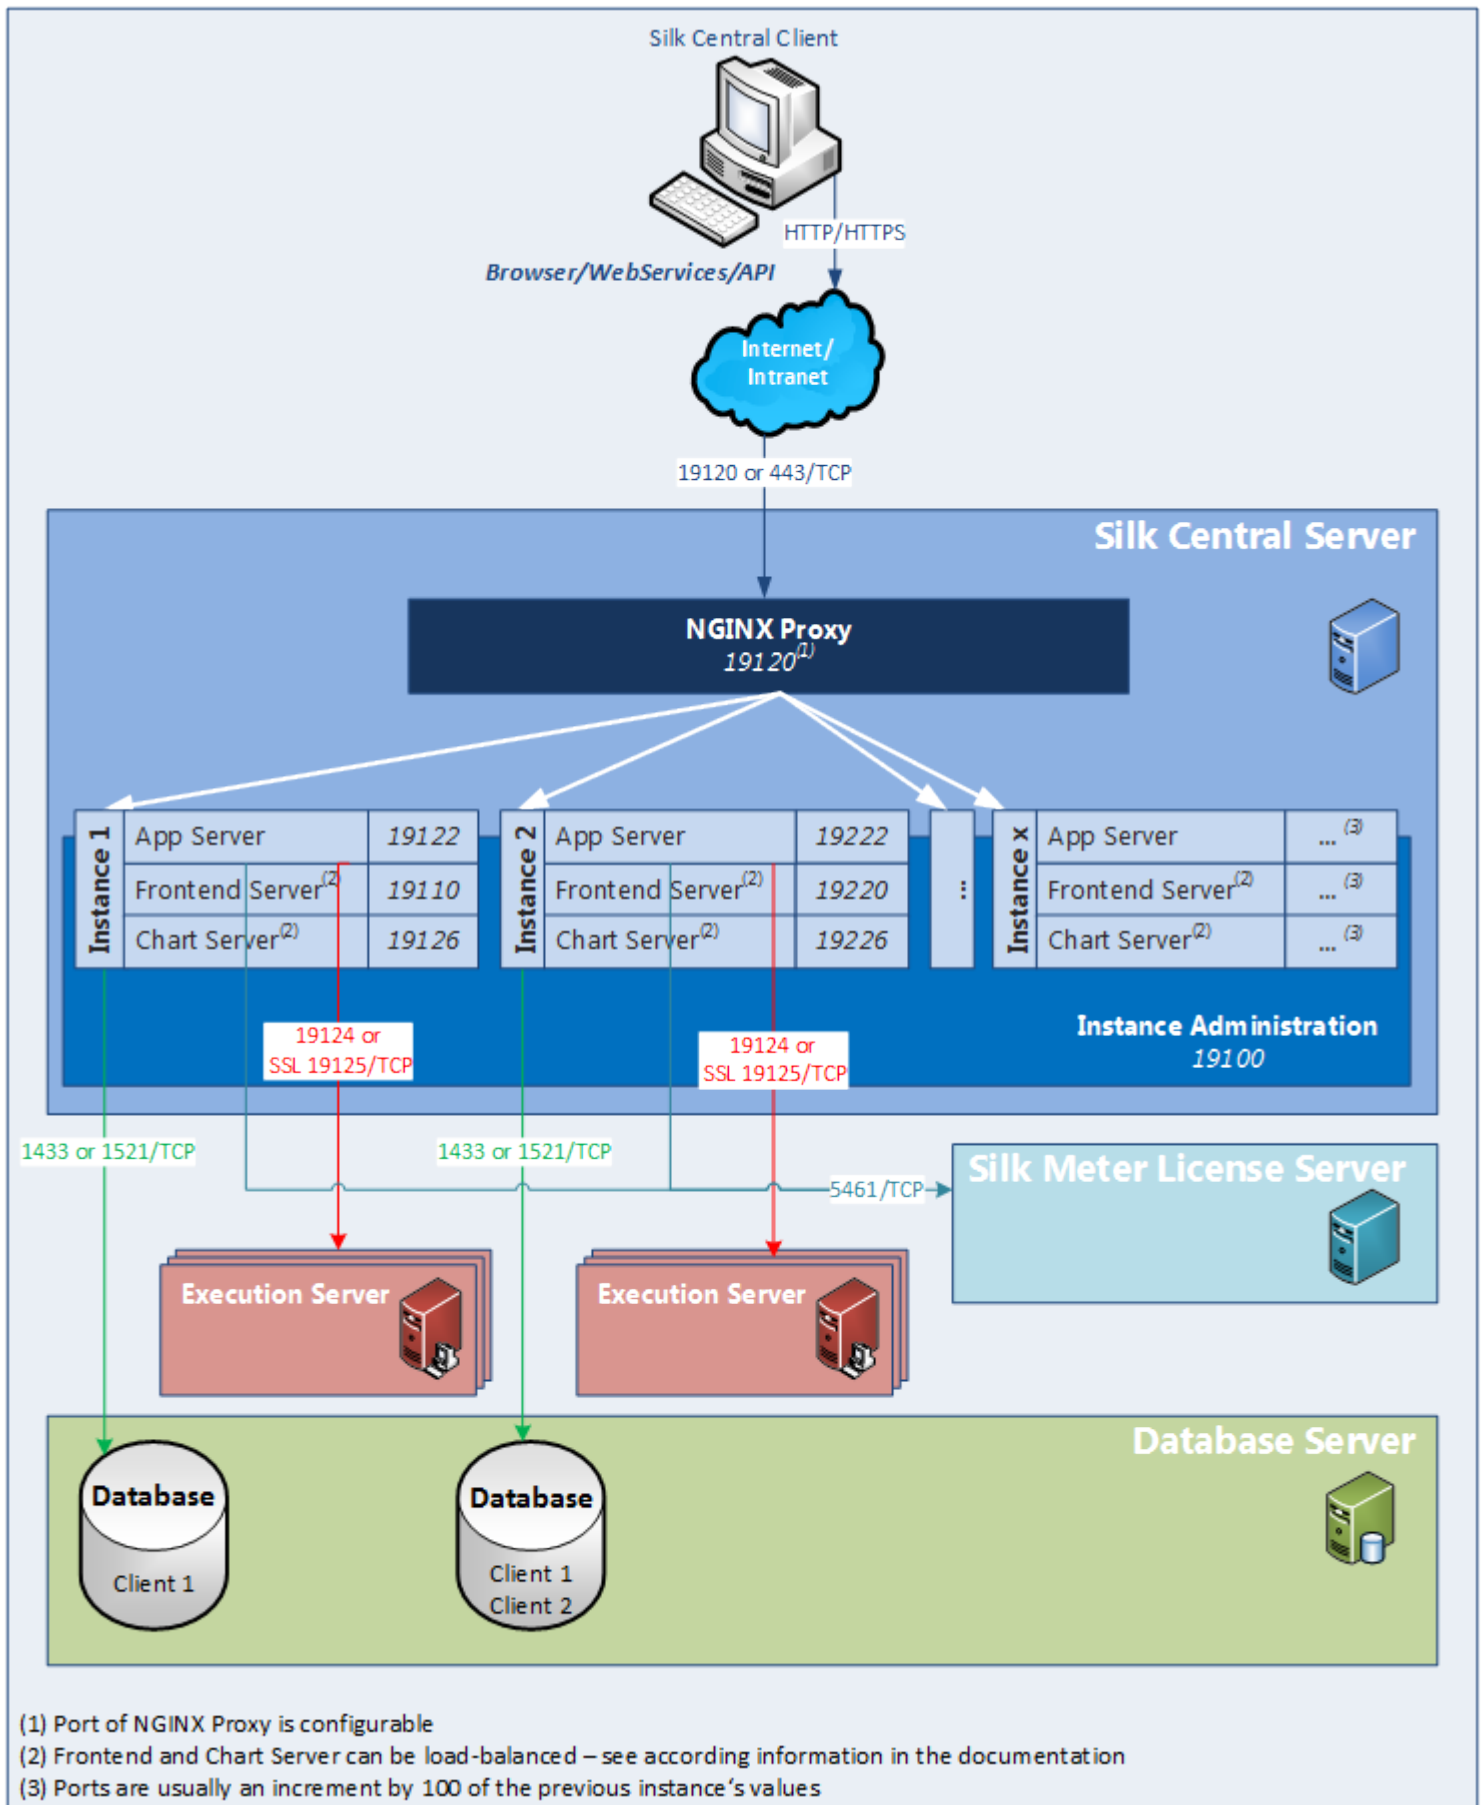 Silk Central Client
HTTP/HTTPS
Browser/WebServices/API
Internet/
Intranet
19120 or 443/TCP
Silk Central Server
NGINX Proxy
19120(1)
Instance 1
App Server 19122
Frontend Server(2) 19110
Chart Server(2) 19126
Instance 2
App Server 19222
Frontend Server(2) 19220
Chart Server(2) 19226
...
Instance x
App Server ... (3)
Frontend Server(2) ... (3)
Chart Server(2) ... (3)
Instance Administration
19100
19124 or
SSL 19125/TCP
19124 or
SSL 19125/TCP
1433 or 1521/TCP
1433 or 1521/TCP
5461/TCP
Silk Meter License Server
Execution Server
Execution Server
Database Server
Database
Client 1
Database
Client 1
Client 2
(1) Port of NGINX Proxy is configurable
(2) Frontend and Chart Server can be load-balanced – see according information in the documentation
(3) Ports are usually an increment by 100 of the previous instance‘s values